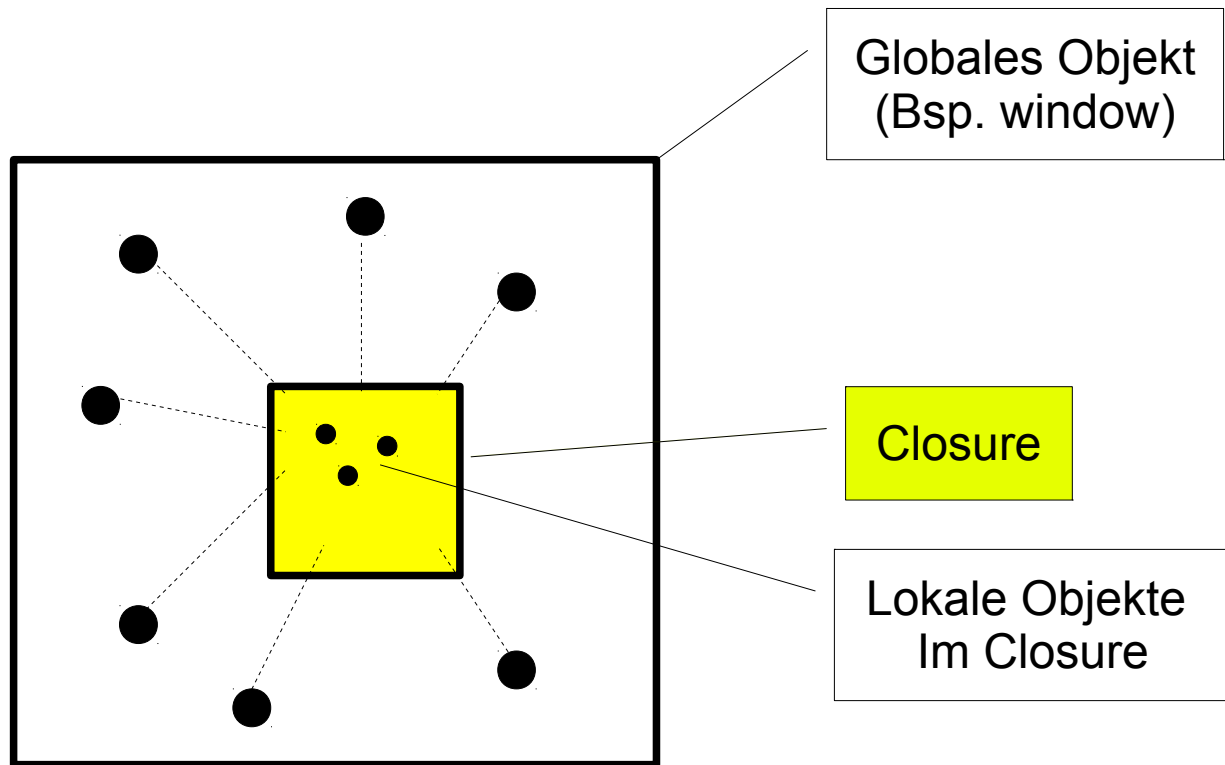 Globales Objekt
(Bsp. window)
Closure
Lokale Objekte
Im Closure